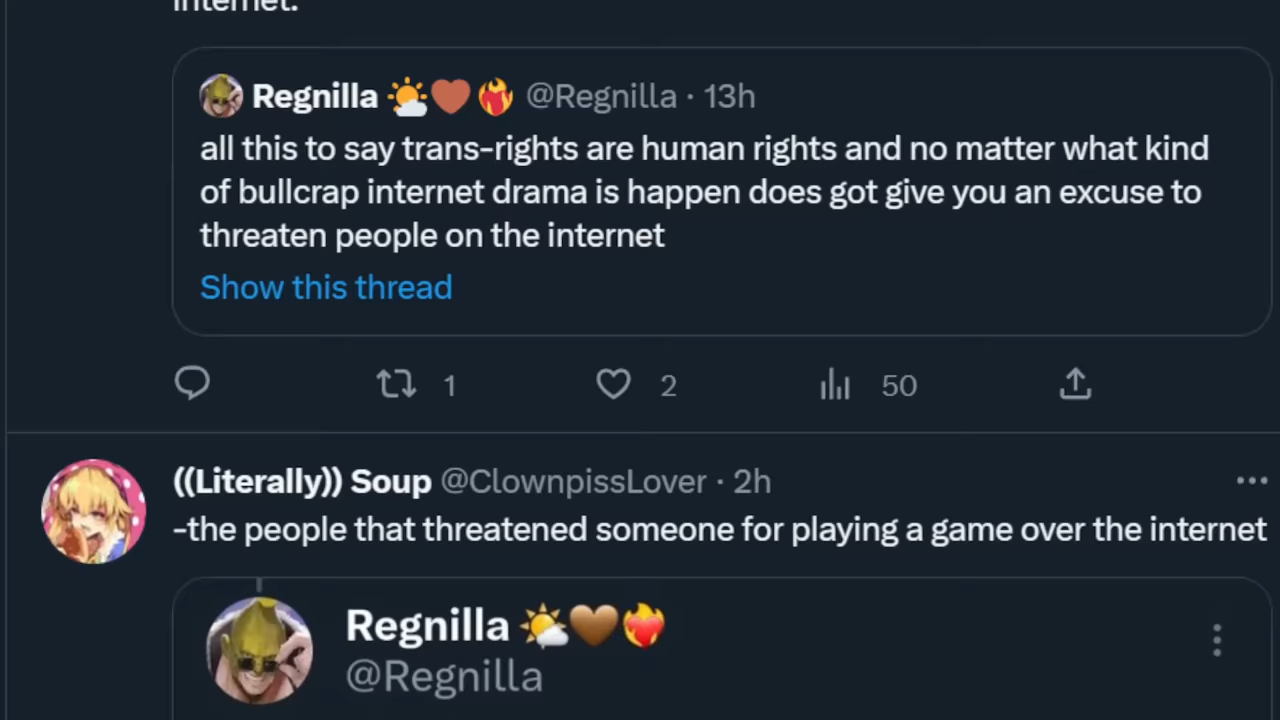 internet.
Regnilla @Regnilla · 13h
all this to say trans-rights are human rights and no matter what kind
of bullcrap internet drama is happen does got give you an excuse to
threaten people on the internet
Show this thread
1 2 50
((Literally)) Soup @ClownpissLover · 2h
-the people that threatened someone for playing a game over the internet
Regnilla
@Regnilla